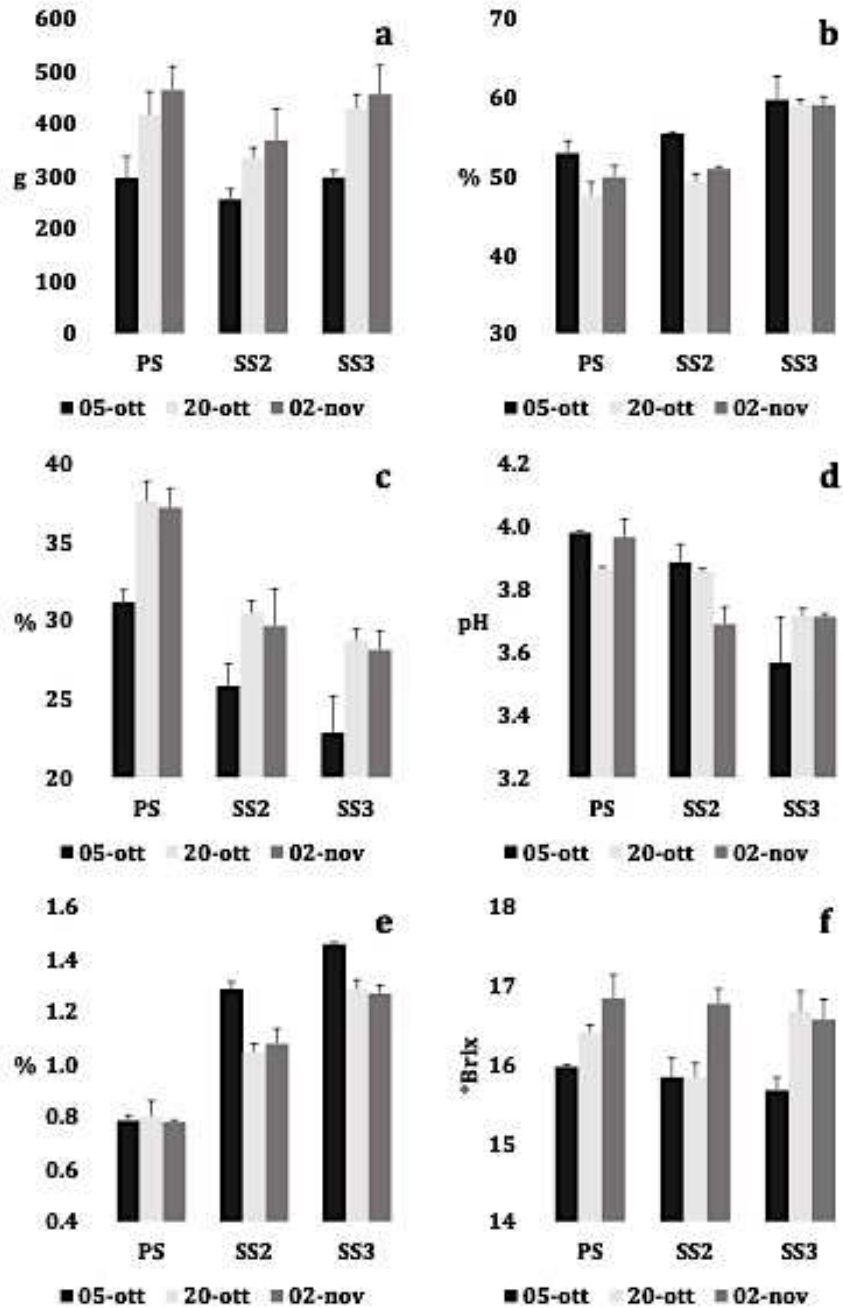 600 a
500
400
300
g
200
100
0
PS SS2 SS3
05-ott 20-ott 02-nov
70 b
60
% 50
40
30
PS SS2 SS3
05-ott 20-ott 02-nov
40 c
35
% 30
25
20
PS SS2 SS3
05-ott 20-ott 02-nov
4.2 d
4.0
3.8
pH
3.6
3.4
3.2
PS SS2 SS3
05-ott 20-ott 02-nov
1.6 e
1.4
1.2
% 1.0
0.8
0.6
0.4
PS SS2 SS3
05-ott 20-ott 02-nov
18 f
17
16
°Brix
15
14
PS SS2 SS3
05-ott 20-ott 02-nov